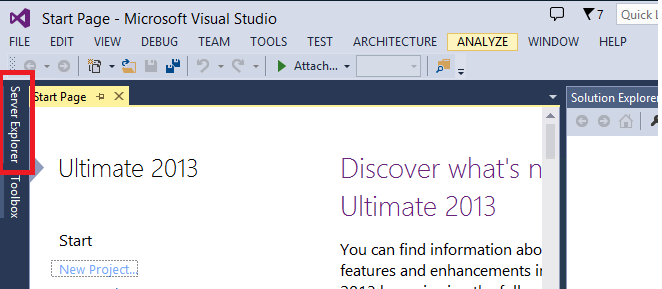 Start Page - Microsoft Visual Studio
7
Quick L
FILE EDIT VIEW DEBUG TEAM TOOLS TEST ARCHITECTURE ANALYZE WINDOW HELP
Attach...
Server Explorer
Toolbox
Start Page
Solution Explorer
Ultimate 2013
Start
New Project...
Discover what's n
Ultimate 2013
You can find information abo
features and enhancements in